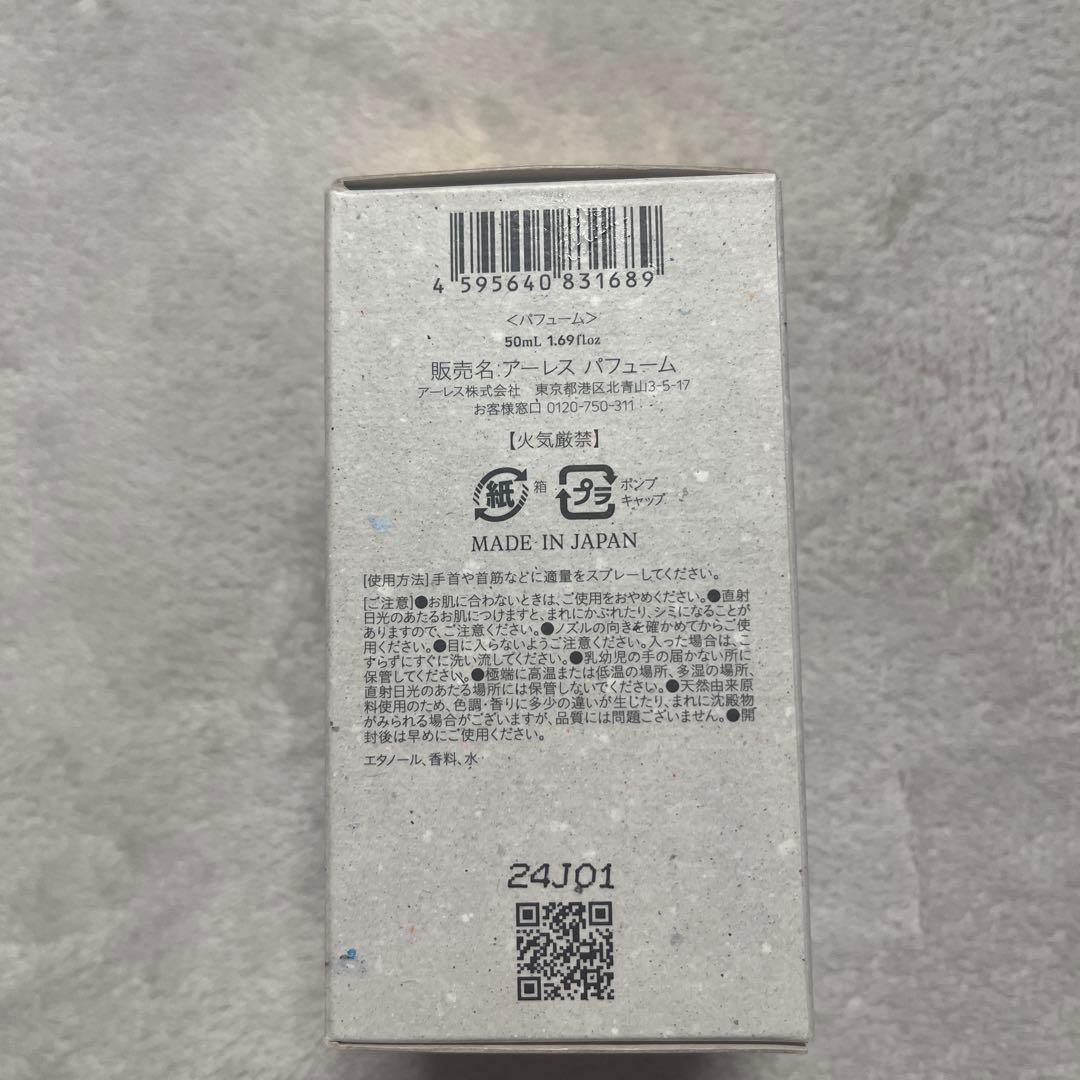 4 595640 831689
<パフューム>
50mL 1.69floz
販売名:アーレス パフューム
アーレス株式会社 東京都港区北青山3-5-17
お客様窓口 0120-750-311
【火気厳禁】
紙 箱 プラ ポンプ
キャップ
MADE IN JAPAN
[使用方法]手首や首筋などに適量をスプレーしてください。
[ご注意]●お肌に合わないときは、ご使用をおやめください。●直射
日光のあたるお肌につけますと、まれにかぶれたり、シミになることが
ありますので、ご注意ください。●ノズルの向きを確かめてからご使
用ください。●目に入らないようご注意ください。入った場合は、こ
すらずにすぐに洗い流してください。●乳幼児の手の届かない所に
保管してください。●極端に高温または低温の場所、多湿の場所、
直射日光のあたる場所には保管しないでください。●天然由来原
料使用のため、色調・香りに多少の違いが生じたり、まれに沈殿物
がみられる場合がございますが、品質には問題ございません。●開
封後は早めにご使用ください。
エタノール、香料、水
24J01